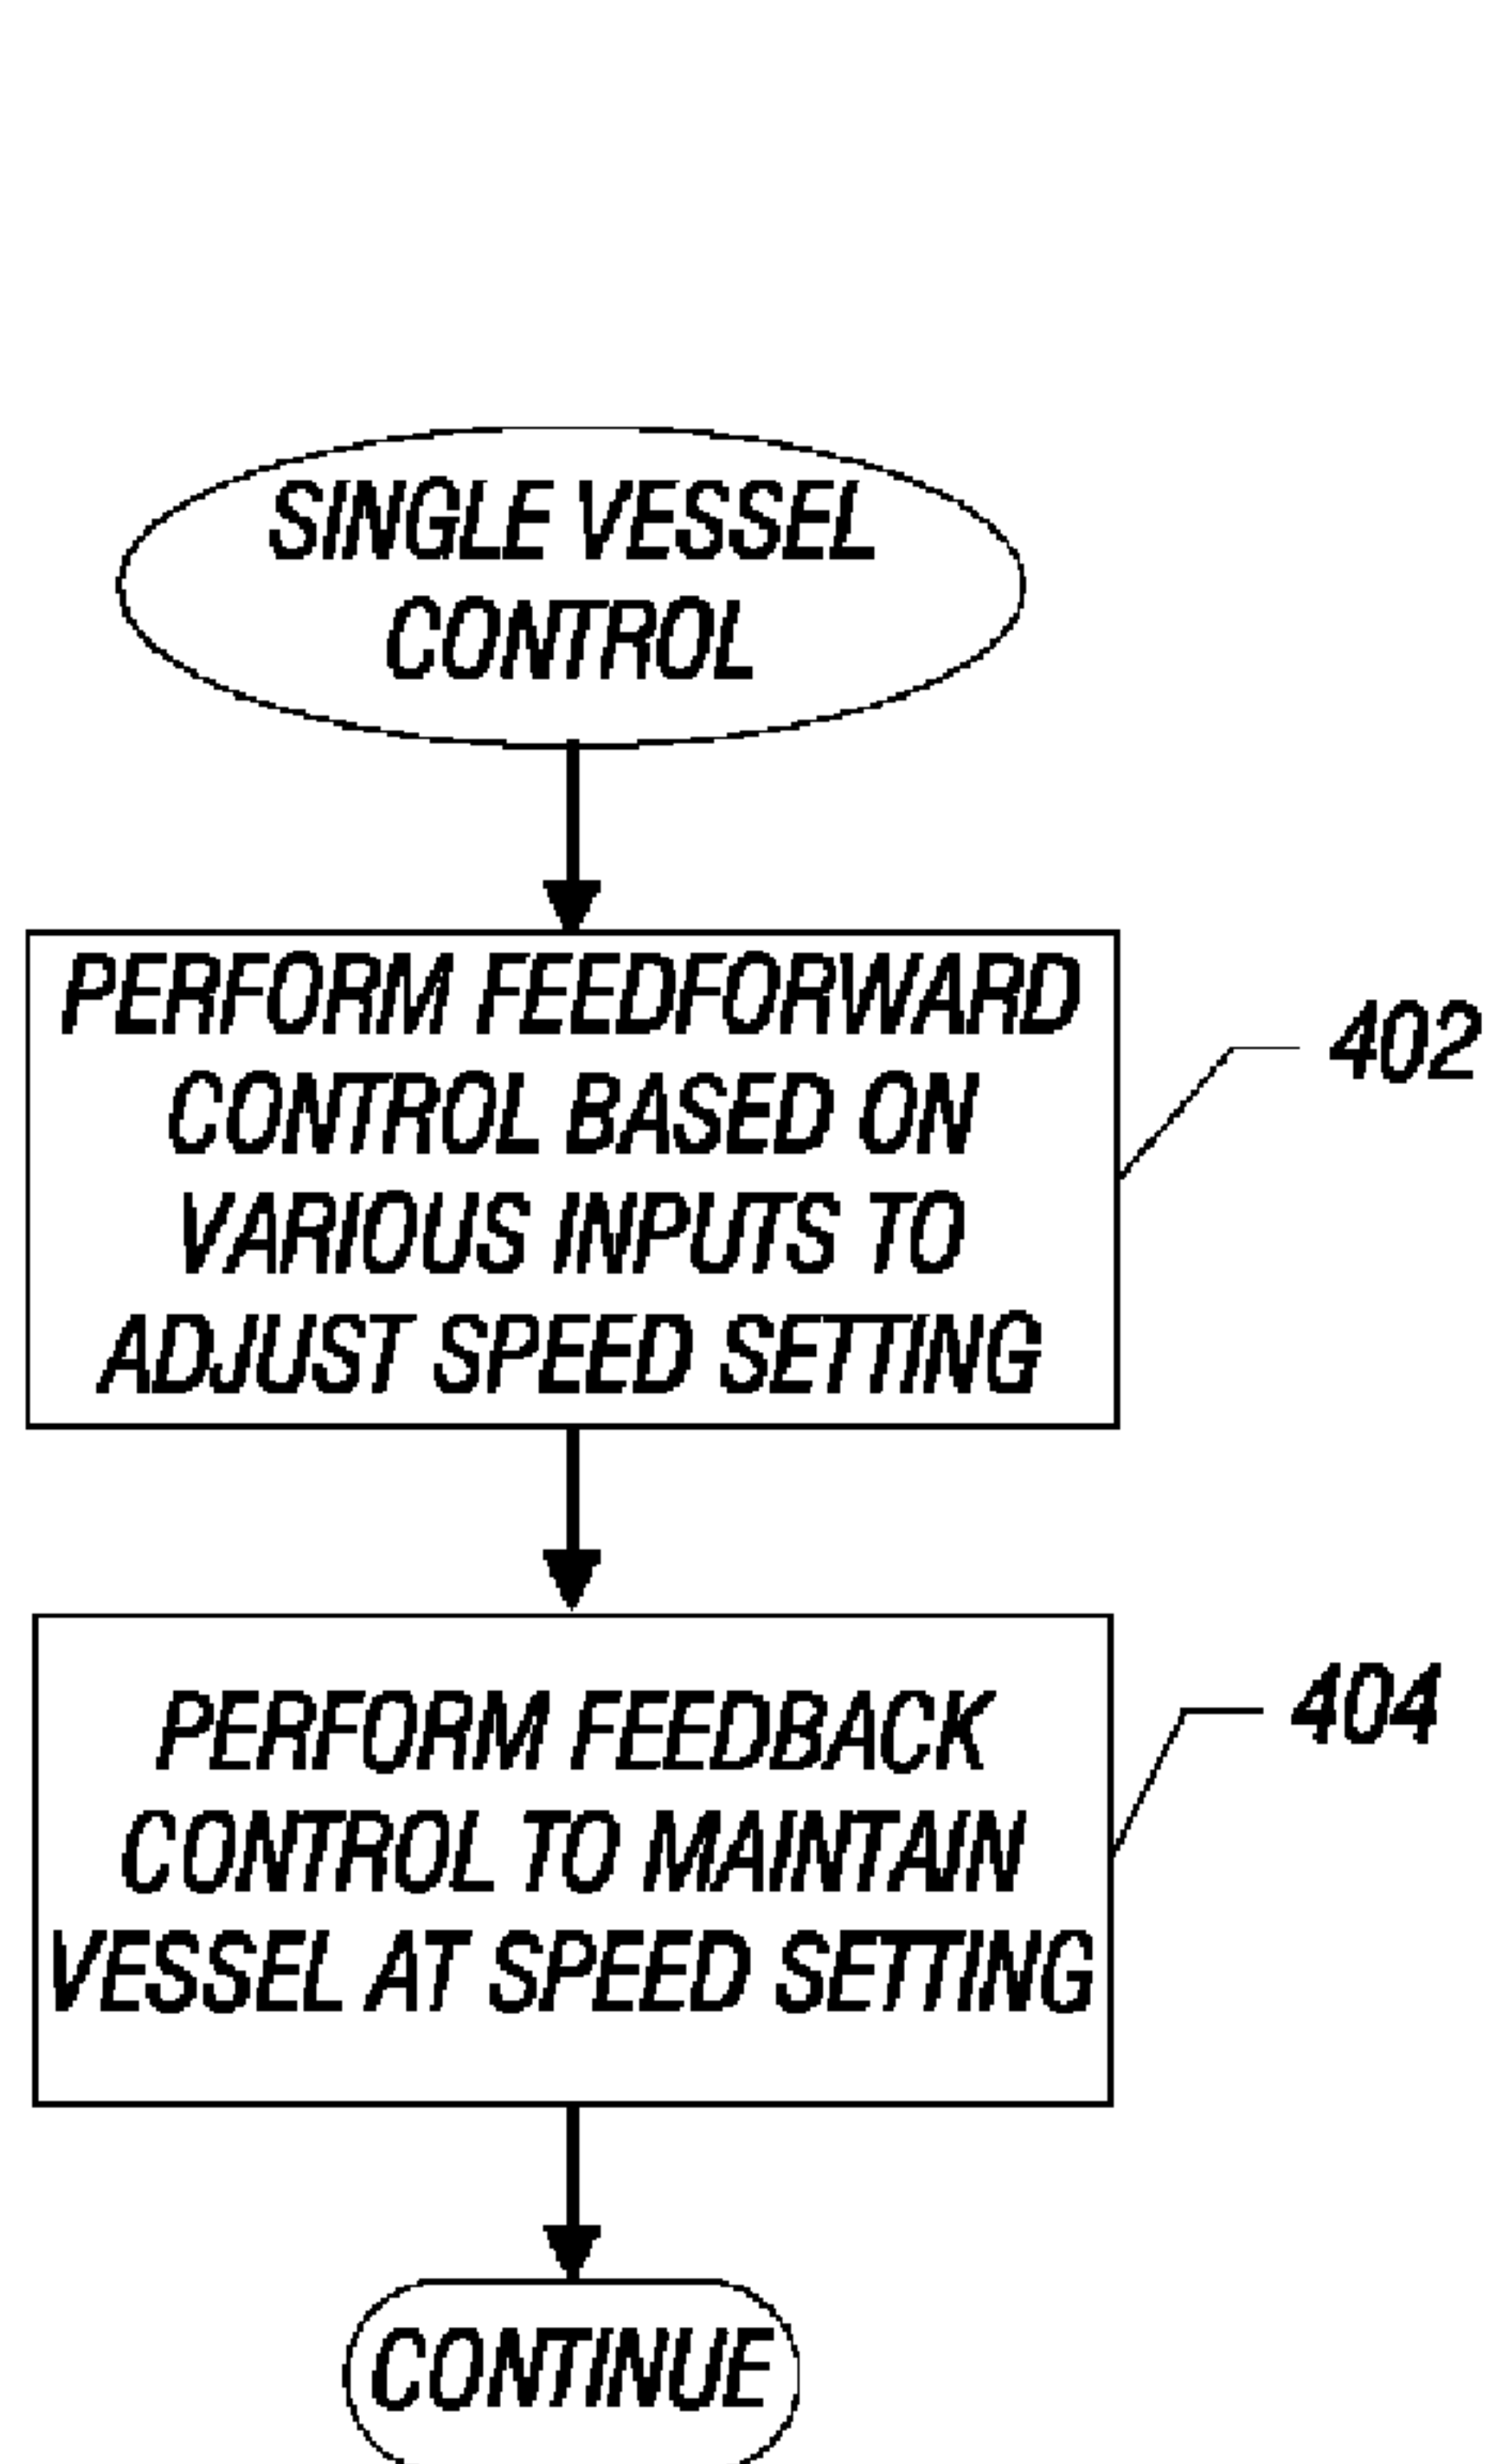 SINGLE VESSEL
CONTROL
PERFORM FEEDFORWARD
CONTROL BASED ON
VARIOUS INPUTS TO
ADJUST SPEED SETTING
402
PERFORM FEEDBACK
CONTROL TO MAINTAIN
VESSEL AT SPEED SETTING
404
CONTINUE